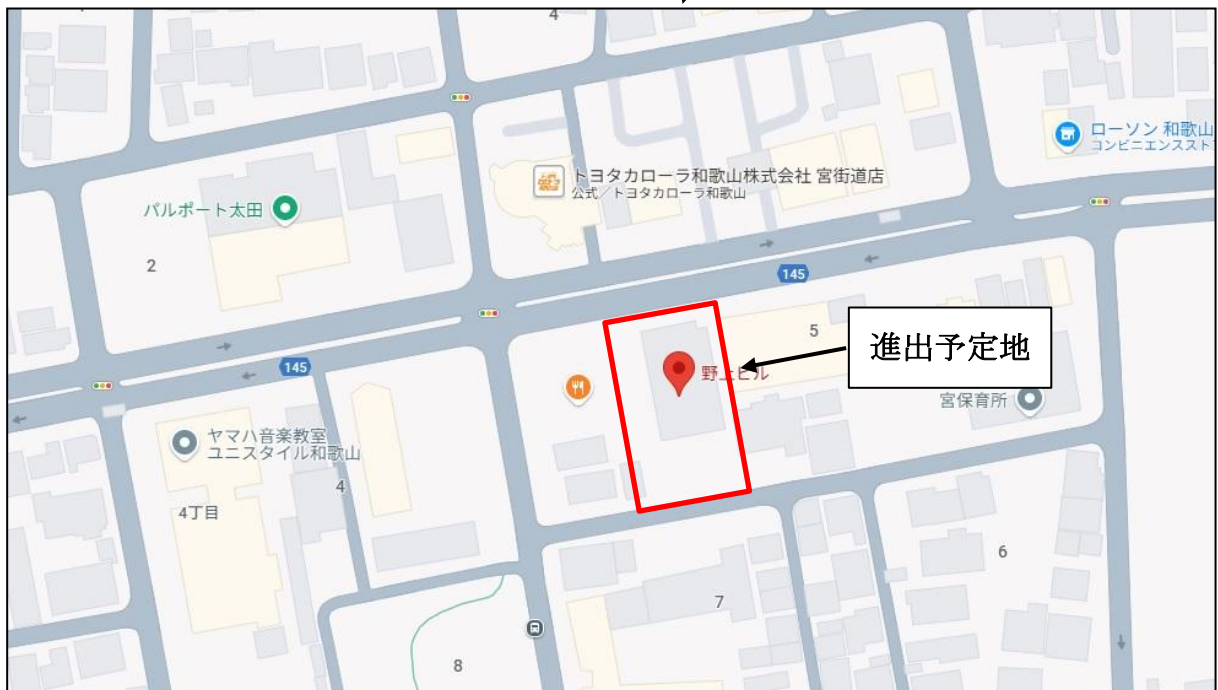 4
ローソン 和歌山
コンビニエンススト
トヨタカローラ和歌山株式会社 宮街道店
公式／トヨタカローラ和歌山
パルポート太田
2
145
5
進出予定地
野上ビル
145
宮保育所
ヤマハ音楽教室
ユニスタイル和歌山
4
4丁目
6
7
8